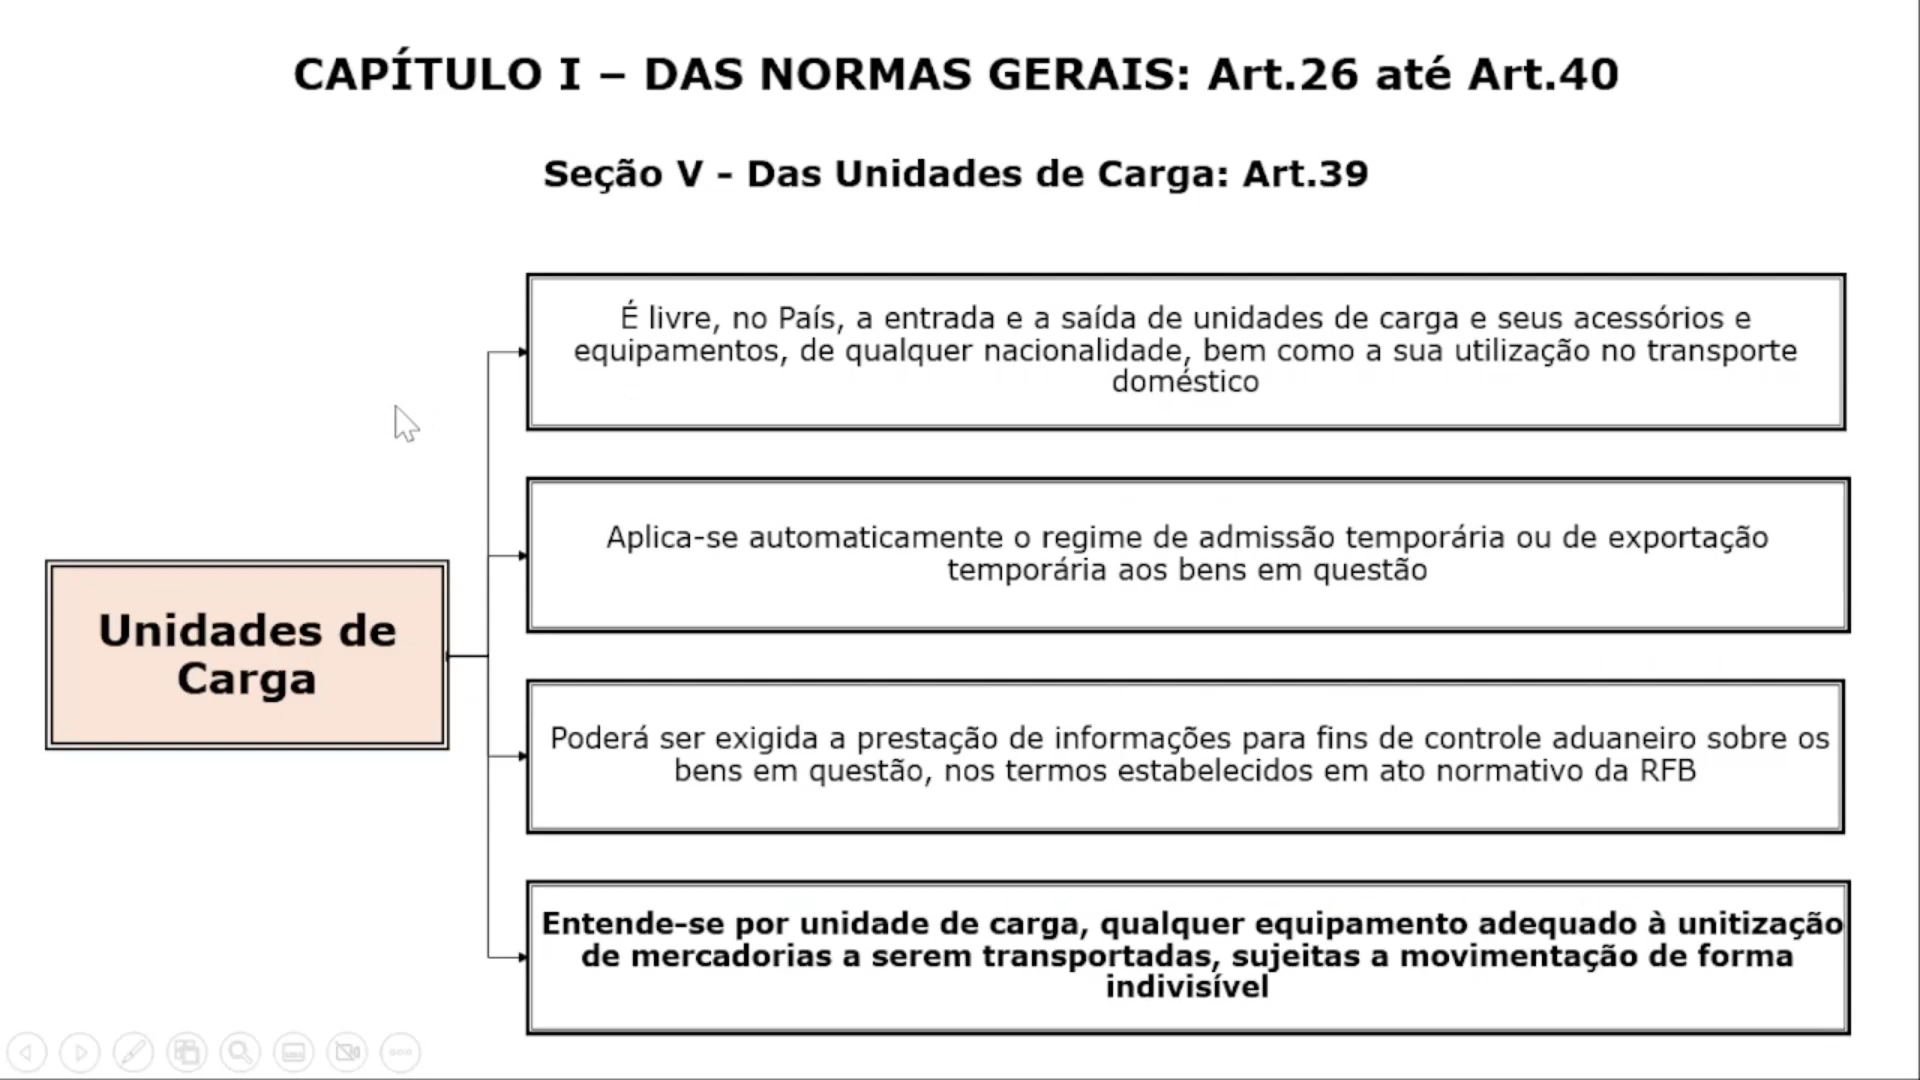 CAPÍTULO I – DAS NORMAS GERAIS: Art.26 até Art.40
Seção V – Das Unidades de Carga: Art.39
É livre, no País, a entrada e a saída de unidades de carga e seus acessórios e
equipamentos, de qualquer nacionalidade, bem como a sua utilização no transporte
doméstico
Aplica-se automaticamente o regime de admissão temporária ou de exportação
temporária aos bens em questão
Unidades de
Carga
Poderá ser exigida a prestação de informações para fins de controle aduaneiro sobre os
bens em questão, nos termos estabelecidos em ato normativo da RFB
Entende-se por unidade de carga, qualquer equipamento adequado à unitização
de mercadorias a serem transportadas, sujeitas a movimentação de forma
indivisível